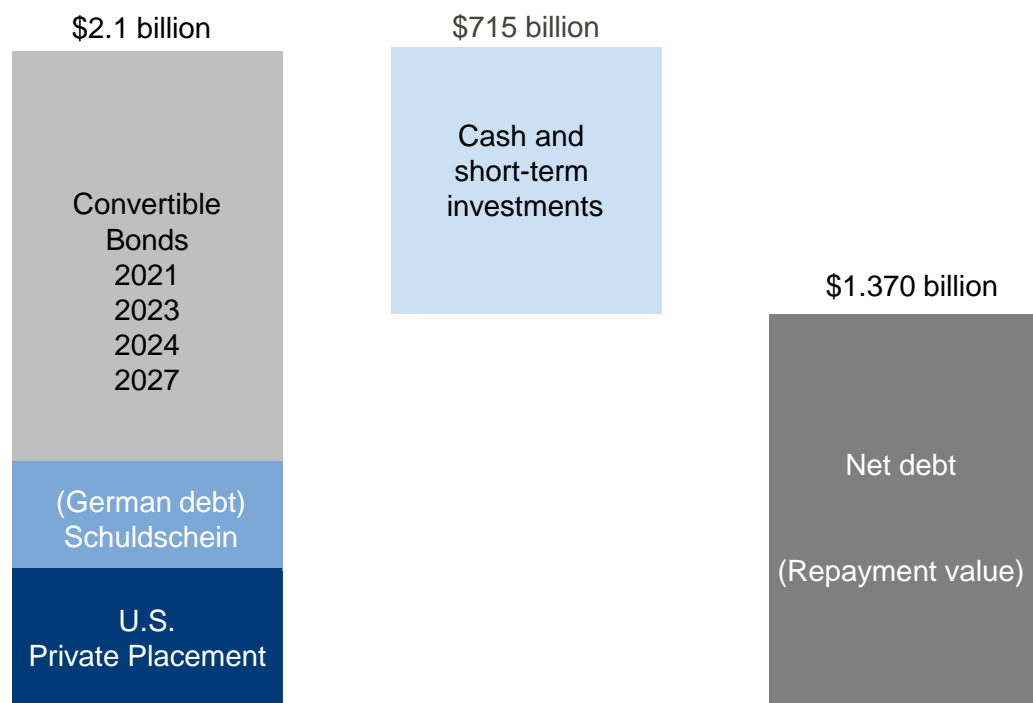 $2.1 billion
Convertible
Bonds
2021
2023
2024
2027
(German debt)
Schuldschein
U.S.
Private Placement
$715 billion
Cash and
short-term
investments
$1.370 billion
Net debt
(Repayment value)